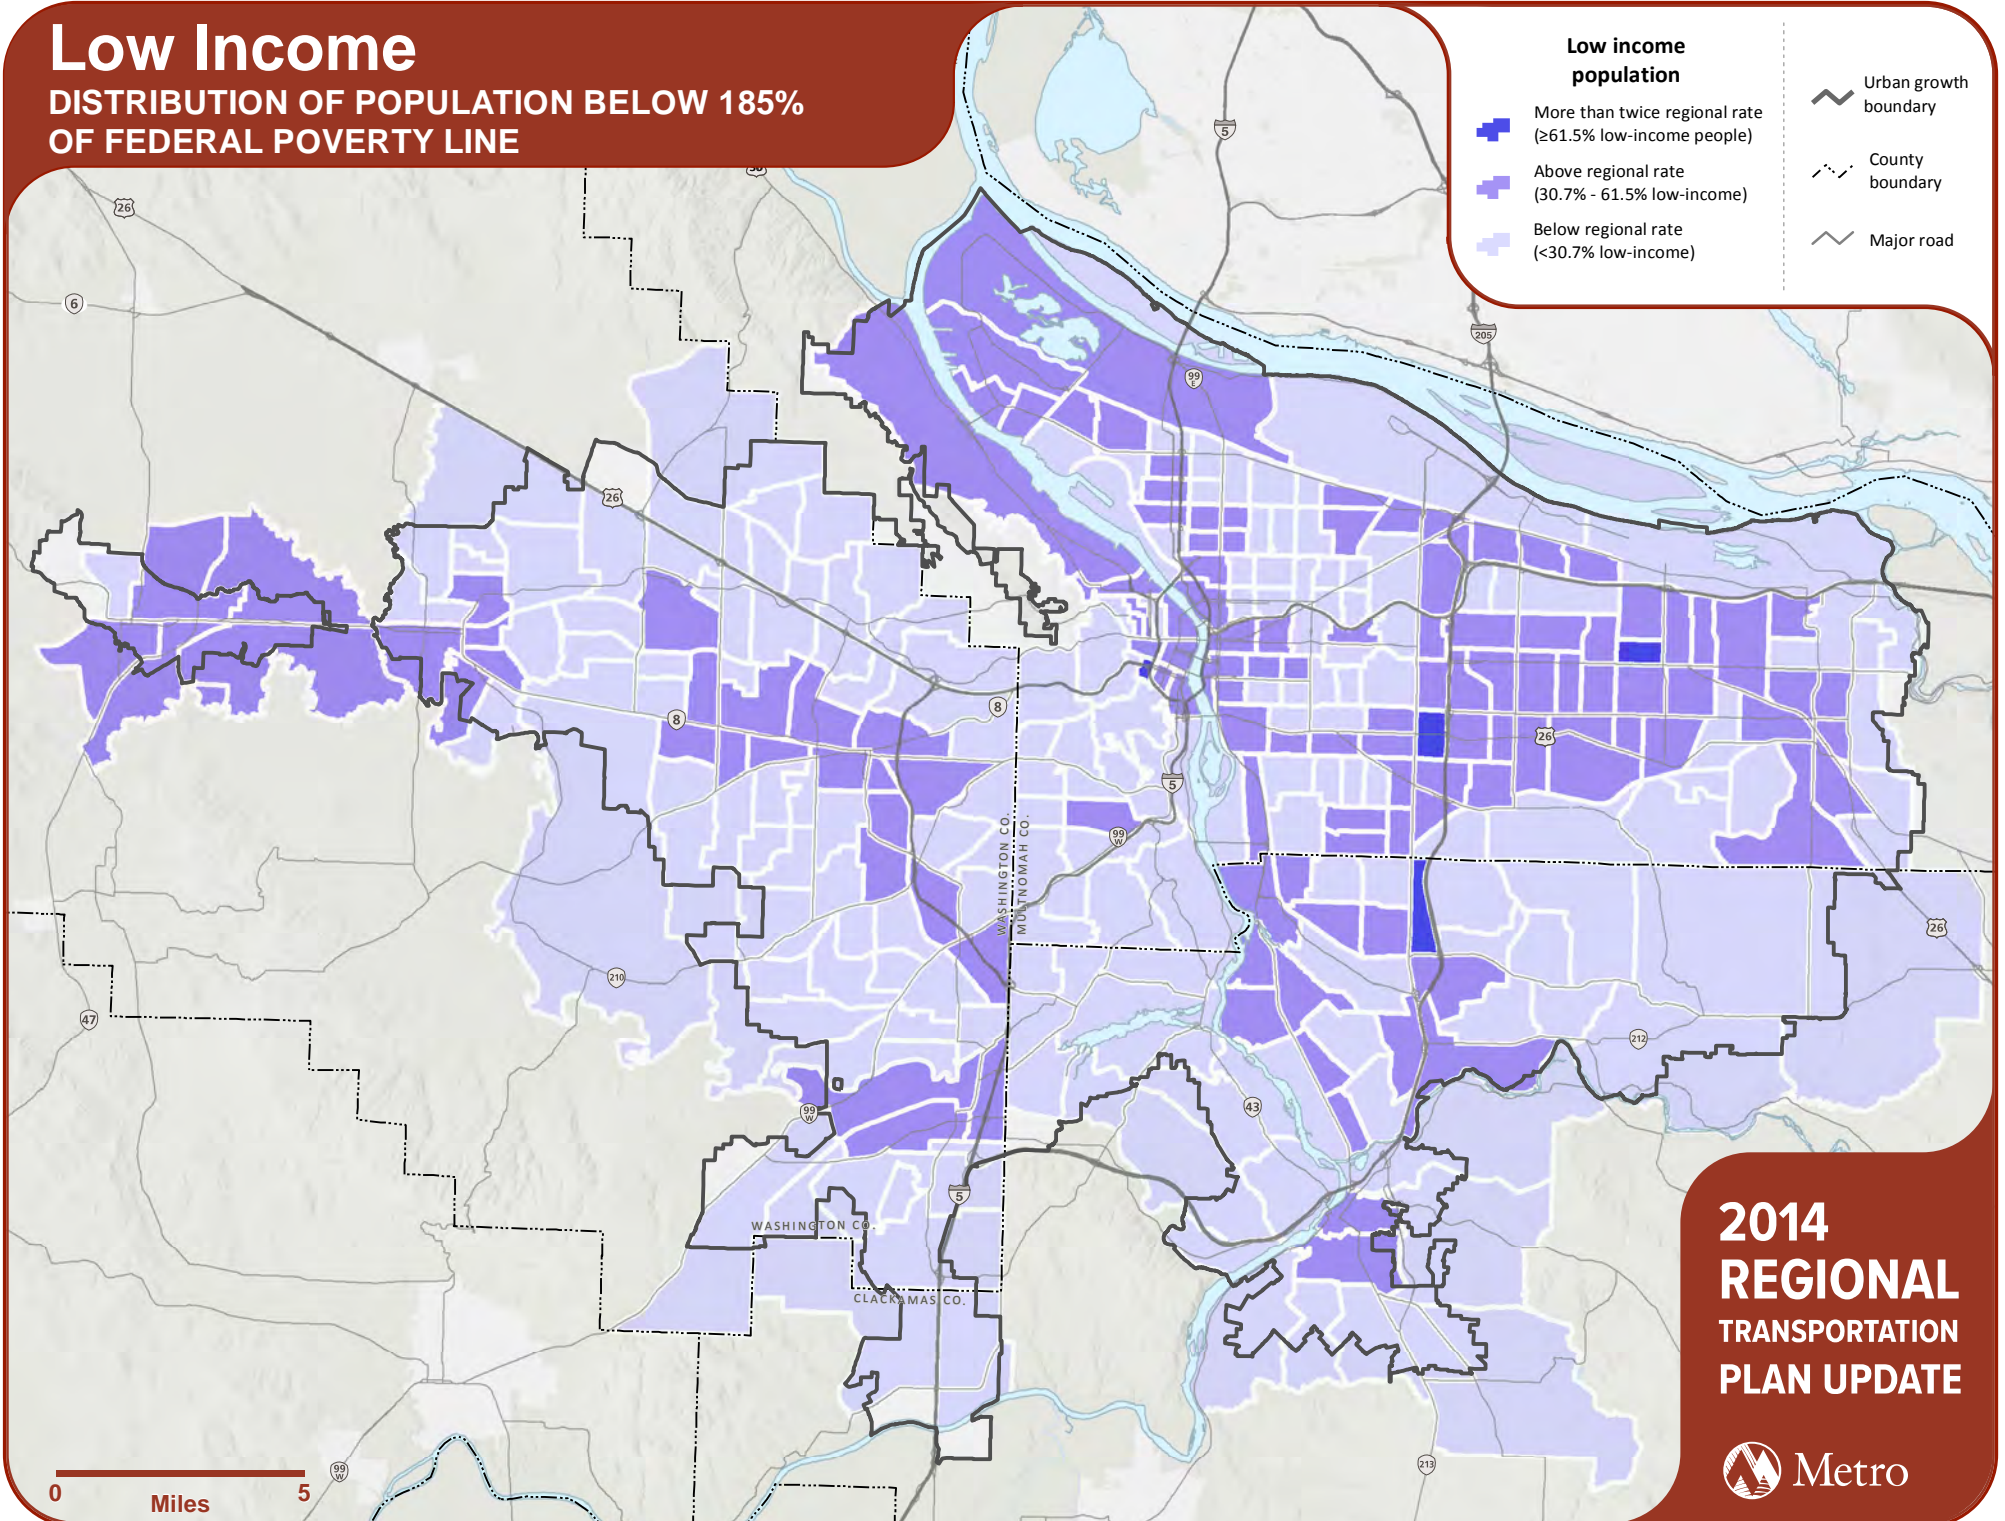 Low Income
DISTRIBUTION OF POPULATION BELOW 185%
OF FEDERAL POVERTY LINE
Low income
population
More than twice regional rate
(≥61.5% low-income people)
Above regional rate
(30.7% - 61.5% low-income)
Below regional rate
(<30.7% low-income)
Urban growth
boundary
County
boundary
Major road
5
26
6
205
99
E
26
8
8
26
5
99
W
WASHINGTON CO.
MULTNOMAH CO.
26
210
47
212
99
W
43
5
WASHINGTON CO.
CLACKAMAS CO.
213
99
W
0
5
Miles
2014
REGIONAL
TRANSPORTATION
PLAN UPDATE
Metro